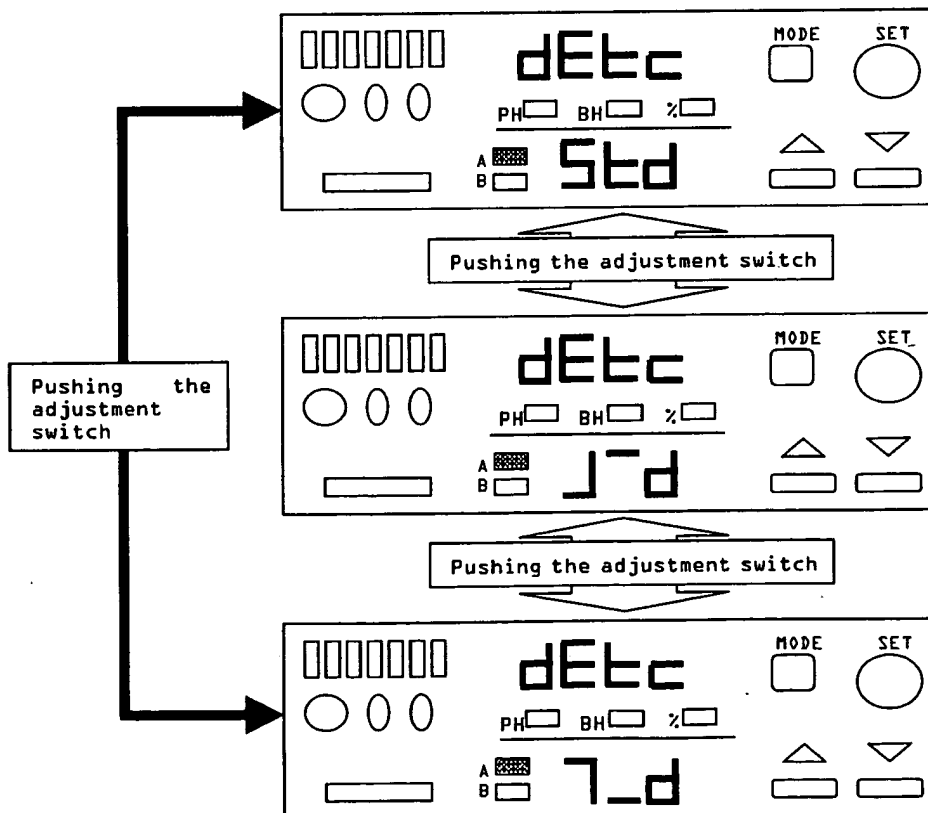 MODE SET
dEtc
PH BH %
A
B Std
Pushing the adjustment switch
MODE SET
dEtc
PH BH %
Pushing the
adjustment
switch
A
B d
Pushing the adjustment switch
MODE SET
dEtc
PH BH %
A
B _d